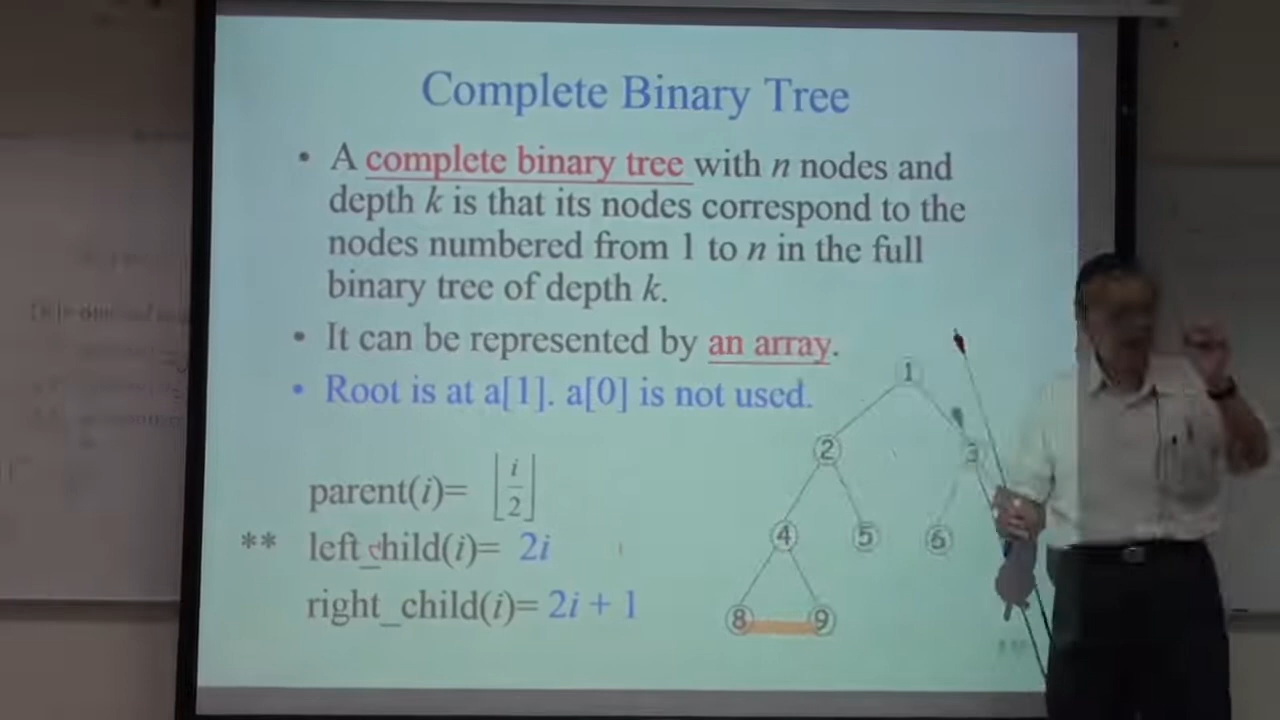 Complete Binary Tree
• A complete binary tree with n nodes and
depth k is that its nodes correspond to the
nodes numbered from 1 to n in the full
binary tree of depth k.
• It can be represented by an array.
• Root is at a[1]. a[0] is not used.
parent(i)= ⌊i/2⌋
** left_child(i)= 2i
right_child(i)= 2i + 1
1
2 3
4 5 6
8 9